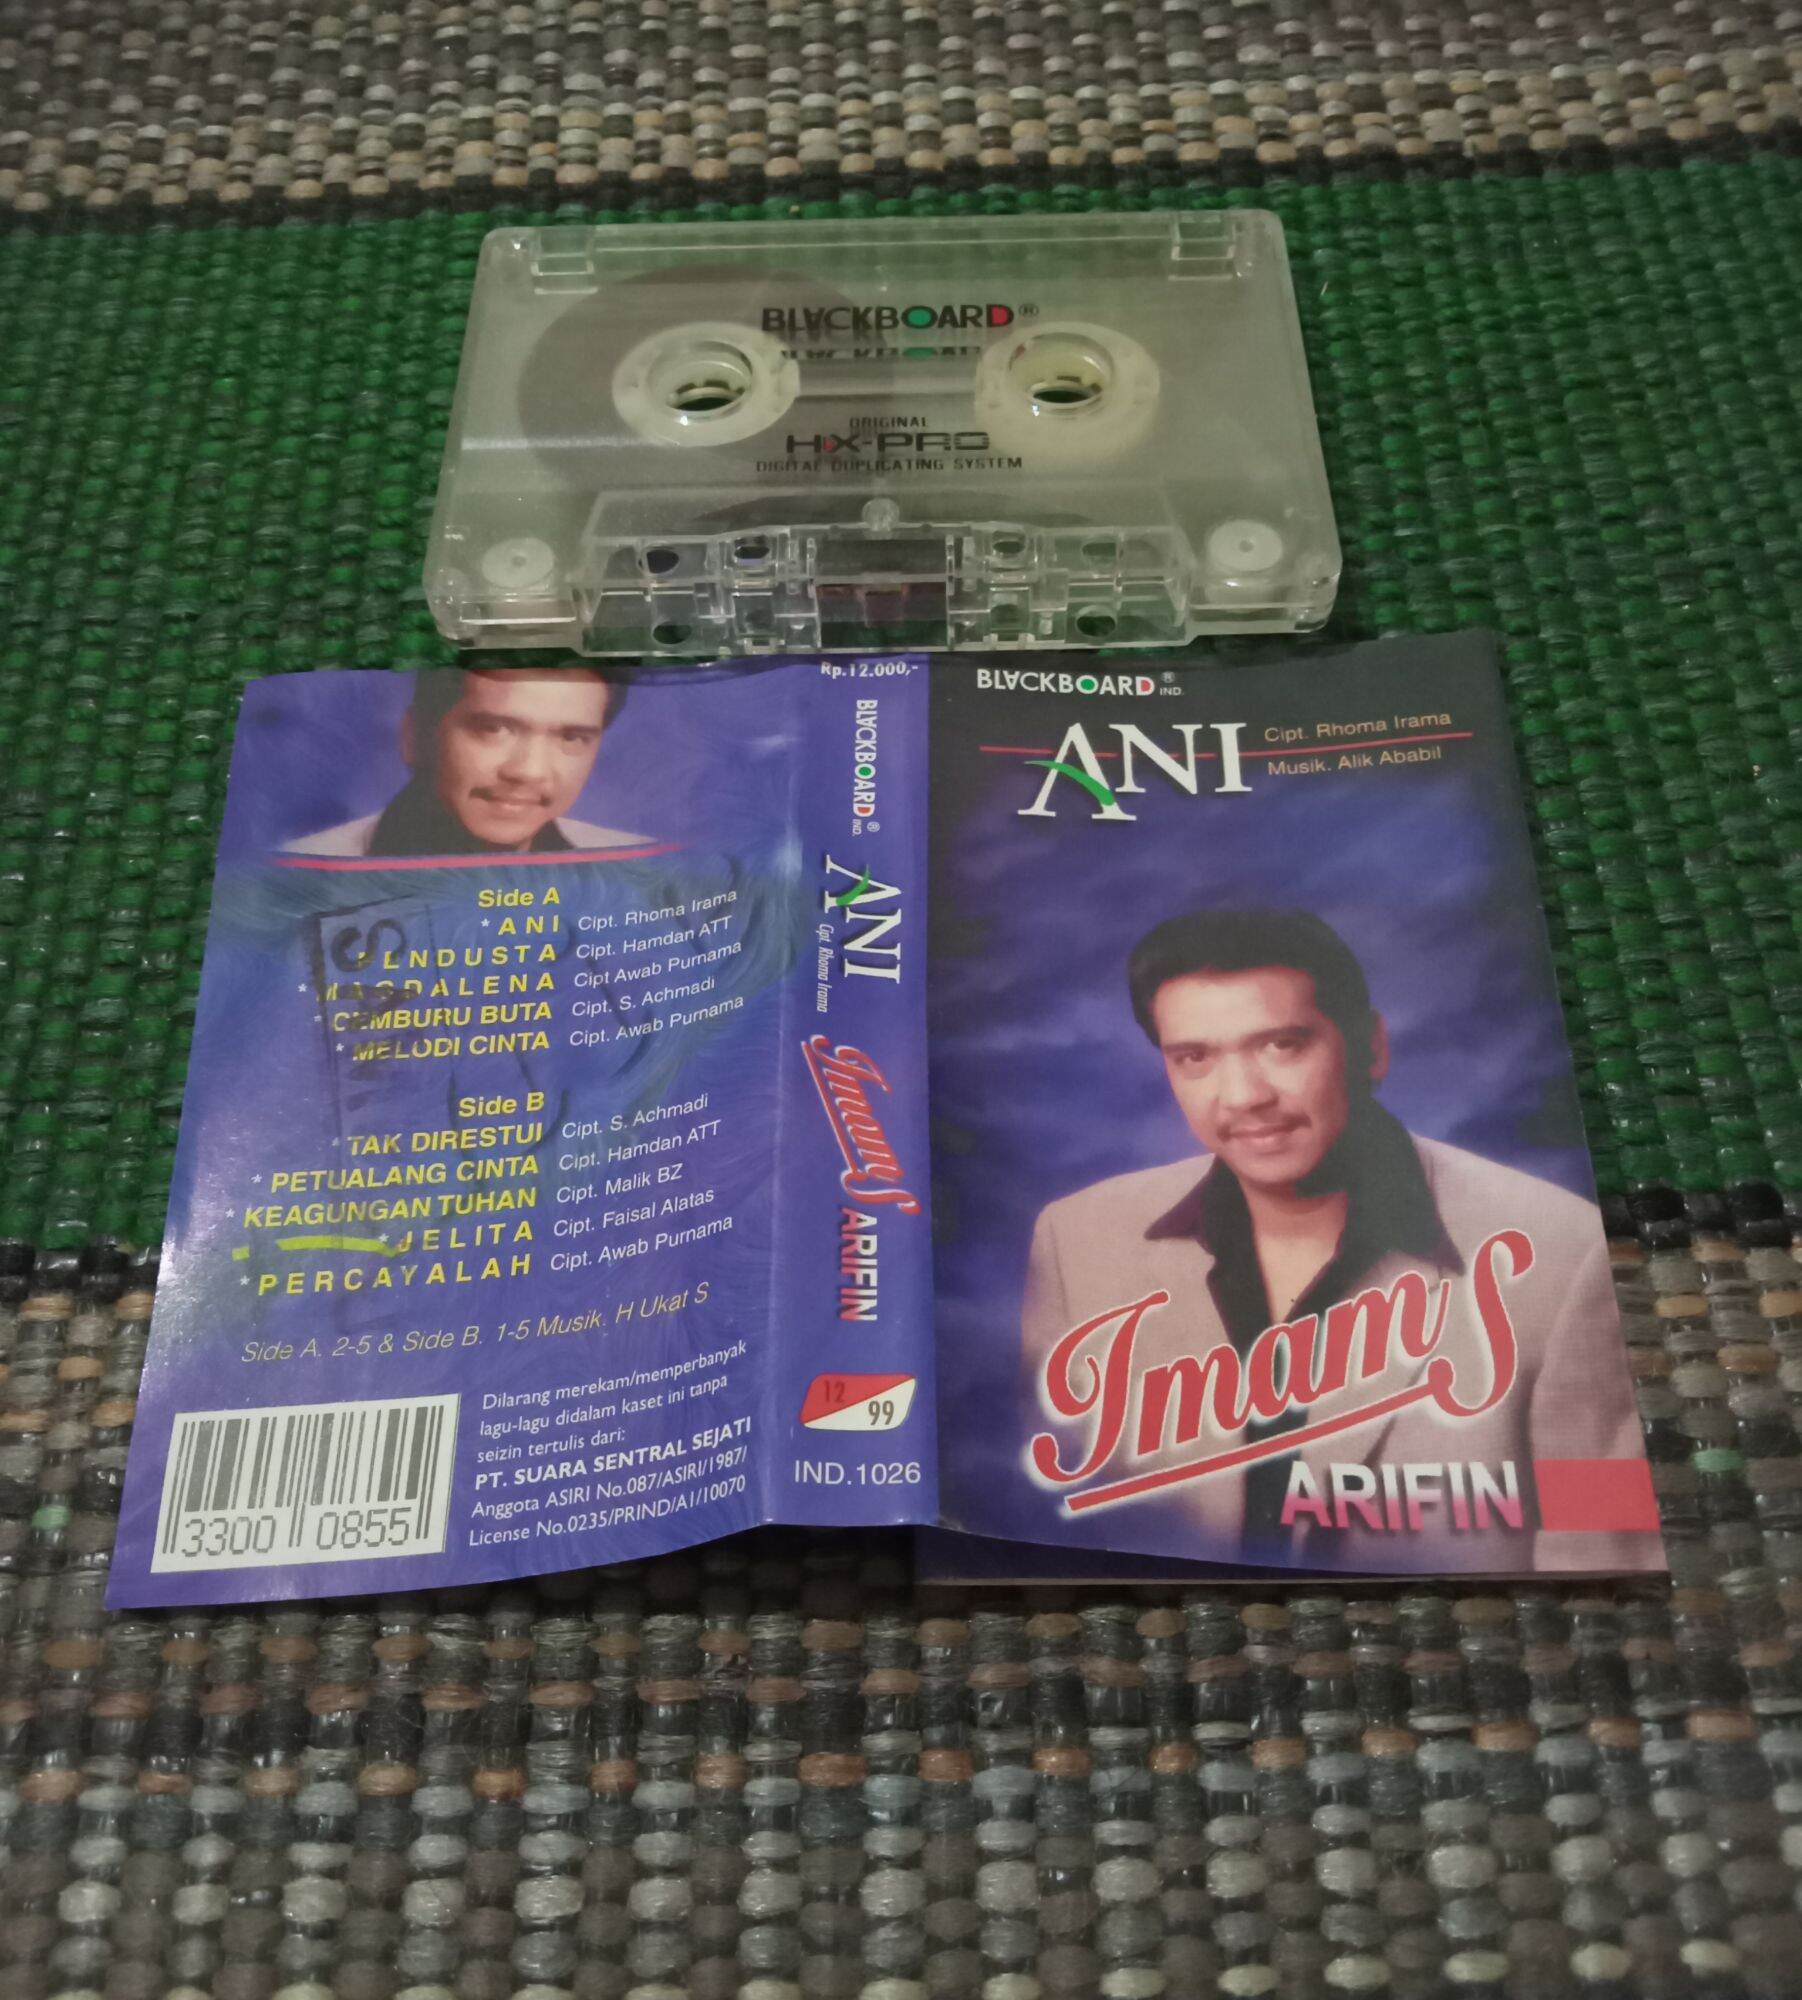 BLACKBOARD®
ORIGINAL
HX-PRO
DIGITAL DUPLICATING SYSTEM
Side A
* ANI Cipt. Rhoma Irama
Cipt. Hamdan ATT
* MAGDALENA Cipt Awab Purnama
* CEMBURU BUTA Cipt. S. Achmadi
* MELODI CINTA Cipt. Awab Purnama
Side B
* TAK DIRESTUI Cipt. S. Achmadi
* PETUALANG CINTA Cipt. Hamdan ATT
* KEAGUNGAN TUHAN Cipt. Malik BZ
* JELITA Cipt. Faisal Alatas
* PERCAYALAH Cipt. Awab Purnama
Side A. 2-5 & Side B. 1-5 Musik. H Ukat S
3300 0855
Dilarang merekam/memperbanyak
lagu-lagu didalam kaset ini tanpa
seizin tertulis dari:
PT. SUARA SENTRAL SEJATI
Anggota ASIRI No.087/ASIRI/1987/
License No.0235/PRIND/A1/10070
Rp.12.000,-
BLACKBOARD® IND.
ANI
Cipt. Rhoma Irama
Imam S
ARIFIN
12
99
IND.1026
BLACKBOARD® IND.
ANI
Cipt. Rhoma Irama
Musik. Alik Ababil
Imam S
ARIFIN